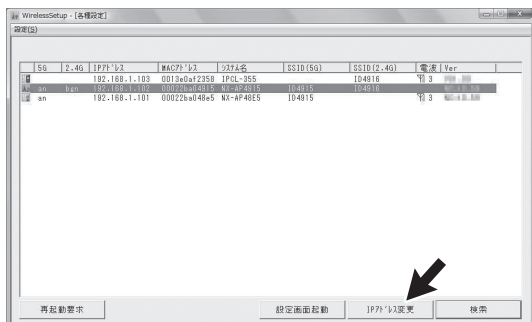 WirelessSetup - [各種設定]
設定(S)
5G 2.4G IPｱﾄﾞﾚｽ MACｱﾄﾞﾚｽ ｼｽﾃﾑ名 SSID(5G) SSID(2.4G) 電波 Ver
192.168.1.103 0013e0af2358 IPCL-355 ID4916 3
an bgn 192.168.1.102 00022ba04915 NX-AP4915 ID4915 ID4916
an 192.168.1.101 00022ba048e5 NX-AP48E5 ID4915 3
再起動要求 設定画面起動 IPｱﾄﾞﾚｽ変更 検索